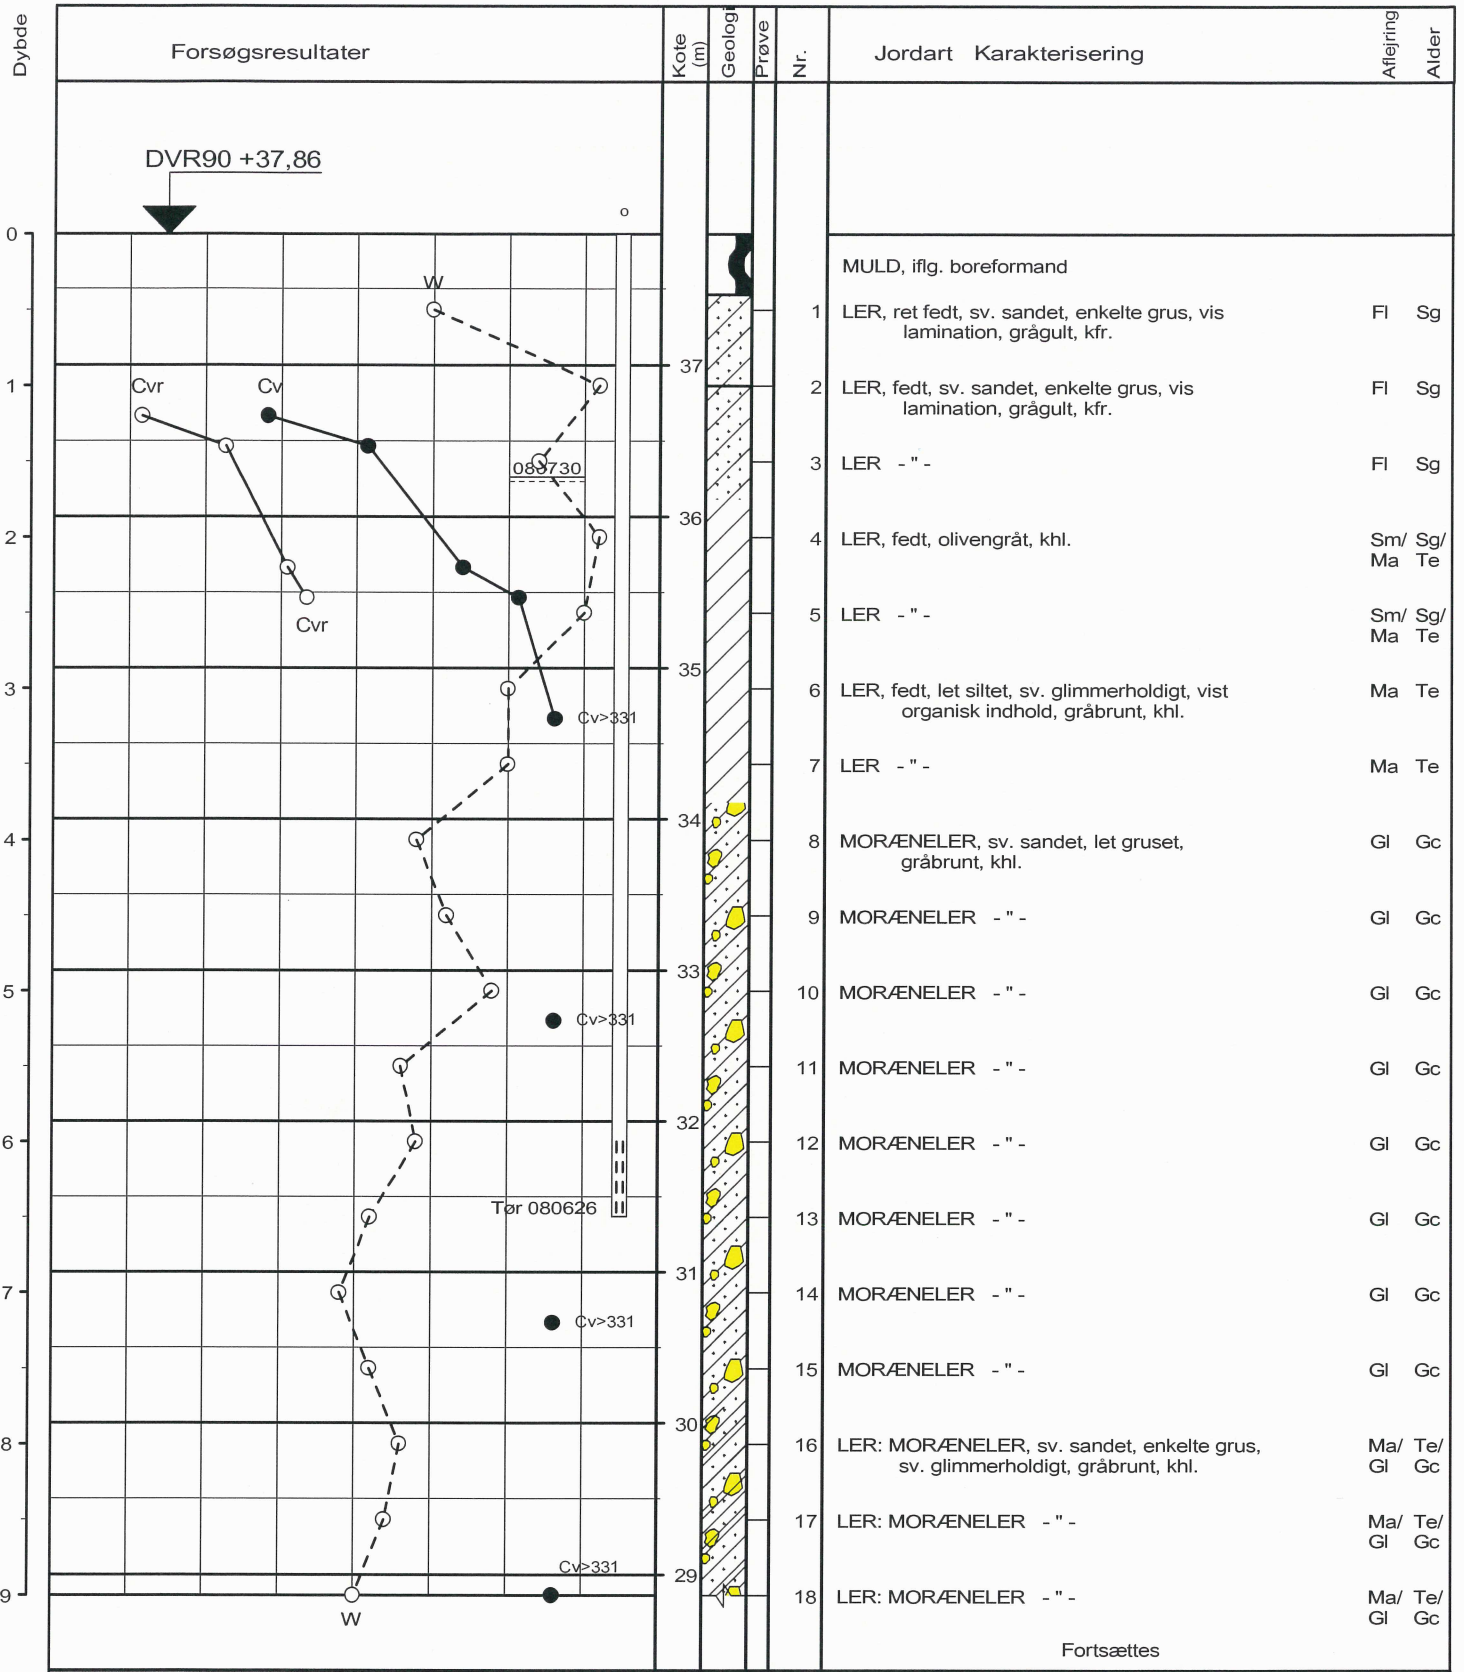 Dybde
Forsøgsresultater
Kote (m)
Geologi
Prøve
Nr.
Jordart Karakterisering
Aflejring
Alder
DVR90 +37,86
o
0
MULD, iflg. boreformand
W
1 LER, ret fedt, sv. sandet, enkelte grus, vis Fl Sg
lamination, grågult, kfr.
37
1
Cvr Cv
2 LER, fedt, sv. sandet, enkelte grus, vis Fl Sg
lamination, grågult, kfr.
3 LER - " - Fl Sg
080730
36
2
4 LER, fedt, olivengråt, khl. Sm/ Sg/
Ma Te
5 LER - " - Sm/ Sg/
Ma Te
Cvr
35
3
6 LER, fedt, let siltet, sv. glimmerholdigt, vist Ma Te
organisk indhold, gråbrunt, khl.
Cv>331
7 LER - " - Ma Te
34
4
8 MORÆNELER, sv. sandet, let gruset, Gl Gc
gråbrunt, khl.
9 MORÆNELER - " - Gl Gc
33
5
10 MORÆNELER - " - Gl Gc
Cv>331
11 MORÆNELER - " - Gl Gc
32
6
12 MORÆNELER - " - Gl Gc
Tør 080626
13 MORÆNELER - " - Gl Gc
31
7
14 MORÆNELER - " - Gl Gc
Cv>331
15 MORÆNELER - " - Gl Gc
30
8
16 LER: MORÆNELER, sv. sandet, enkelte grus, Ma/ Te/
sv. glimmerholdigt, gråbrunt, khl. Gl Gc
17 LER: MORÆNELER - " - Ma/ Te/
Gl Gc
Cv>331
29
9
18 LER: MORÆNELER - " - Ma/ Te/
Gl Gc
W
Fortsættes